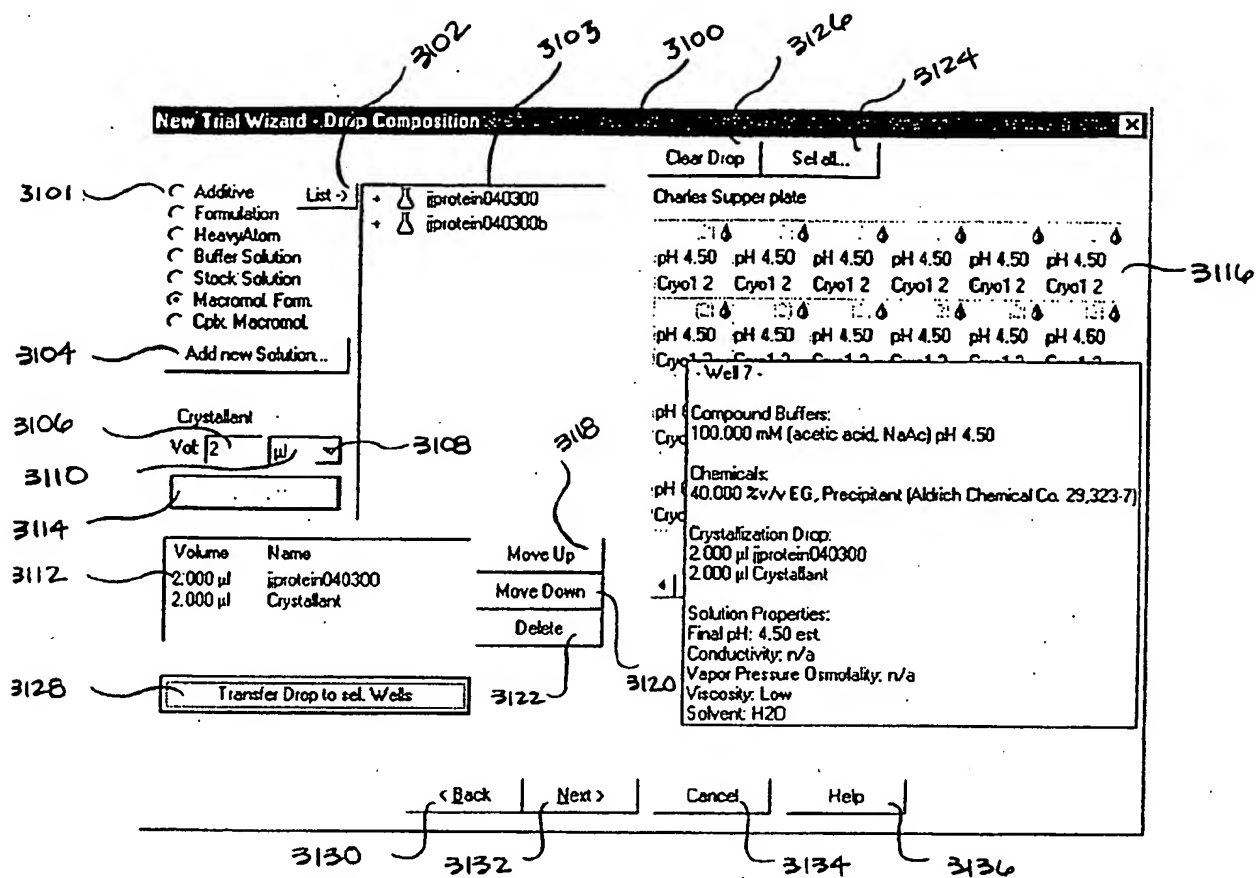 3102 3103 3100 3126 3124
New Trial Wizard - Drop Composition
Clear Drop Sel all...
3101 Additive List ->
Formulation
HeavyAtom
Buffer Solution
Stock Solution
Macromol. Form.
Cplx. Macromol.
3104 Add new Solution...
+ jjprotein040300
+ jjprotein040300b
Charles Supper plate
pH 4.50 pH 4.50 pH 4.50 pH 4.50 pH 4.50 pH 4.50
Cryo1 2 Cryo1 2 Cryo1 2 Cryo1 2 Cryo1 2 Cryo1 2
3116
pH 4.50 pH 4.50 pH 4.50 pH 4.50 pH 4.50
Crystallant
3106 Vol: 2 µl 3108
3110
3114
- Well 7 -
Compound Buffers:
100.000 mM (acetic acid, NaAc) pH 4.50
Chemicals:
40.000 %v/v EG, Precipitant (Aldrich Chemical Co. 29,323-7)
Crystallization Drop:
2.000 µl jjprotein040300
2.000 µl Crystallant
Solution Properties:
Final pH: 4.50 est.
Conductivity: n/a
Vapor Pressure Osmolality: n/a
Viscosity: Low
Solvent: H2O
3112 Volume Name
2.000 µl jjprotein040300
2.000 µl Crystallant
3118
Move Up
Move Down
Delete
3120
3122
3128 Transfer Drop to sel. Wells
< Back Next > Cancel Help
3130 3132 3134 3136